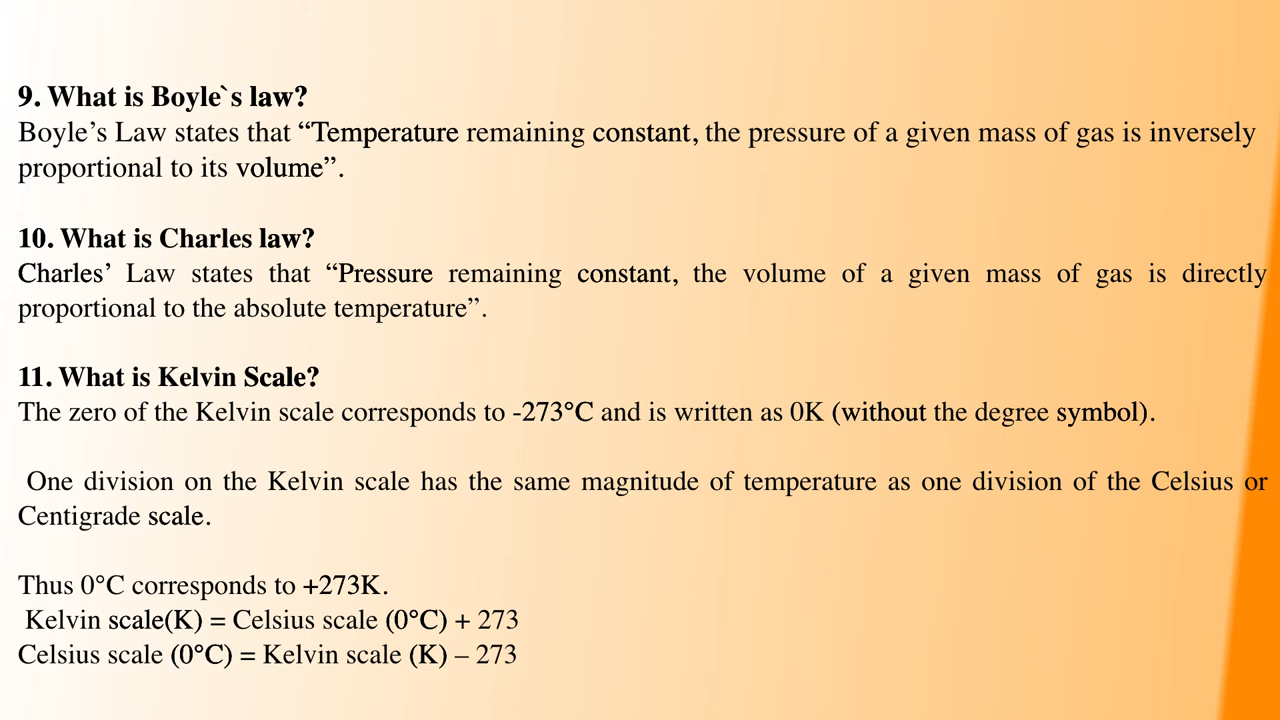 9. What is Boyle`s law?
Boyle’s Law states that “Temperature remaining constant, the pressure of a given mass of gas is inversely
proportional to its volume”.
10. What is Charles law?
Charles’ Law states that “Pressure remaining constant, the volume of a given mass of gas is directly
proportional to the absolute temperature”.
11. What is Kelvin Scale?
The zero of the Kelvin scale corresponds to -273°C and is written as 0K (without the degree symbol).
One division on the Kelvin scale has the same magnitude of temperature as one division of the Celsius or
Centigrade scale.
Thus 0°C corresponds to +273K.
Kelvin scale(K) = Celsius scale (0°C) + 273
Celsius scale (0°C) = Kelvin scale (K) – 273